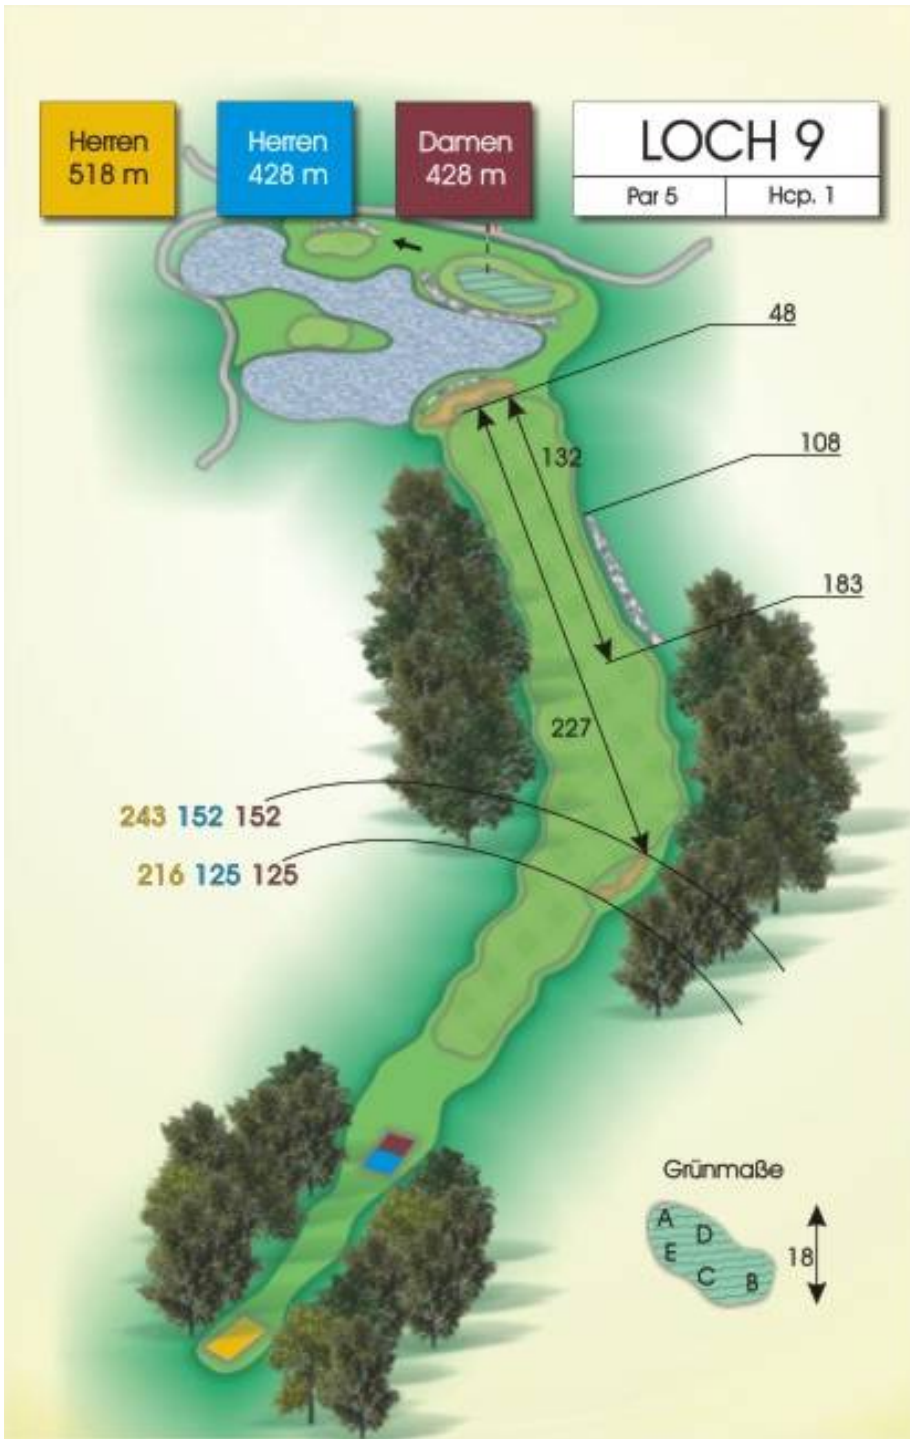 Herren
518 m
Herren
428 m
Damen
428 m
LOCH 9
Par 5 Hcp. 1
48
132
108
183
227
243 152 152
216 125 125
Grünmaße
A
D
E
C
B
18